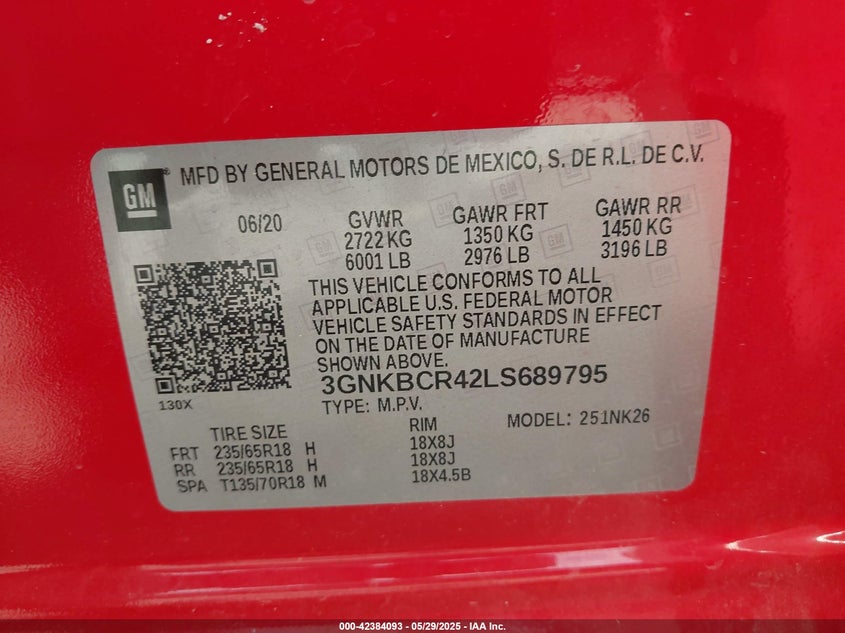 GM
® MFD BY GENERAL MOTORS DE MEXICO, S. DE R.L. DE C.V.
06/20 GVWR GAWR FRT GAWR RR
2722 KG 1350 KG 1450 KG
6001 LB 2976 LB 3196 LB
THIS VEHICLE CONFORMS TO ALL
APPLICABLE U.S. FEDERAL MOTOR
VEHICLE SAFETY STANDARDS IN EFFECT
ON THE DATE OF MANUFACTURE
SHOWN ABOVE.
3GNKBCR42LS689795
130X
TYPE: M.P.V.
MODEL: 251NK26
TIRE SIZE RIM
FRT 235/65R18 H 18X8J
RR 235/65R18 H 18X8J
SPA T135/70R18 M 18X4.5B
000-42384093 — 05/29/2025 — IAA Inc.